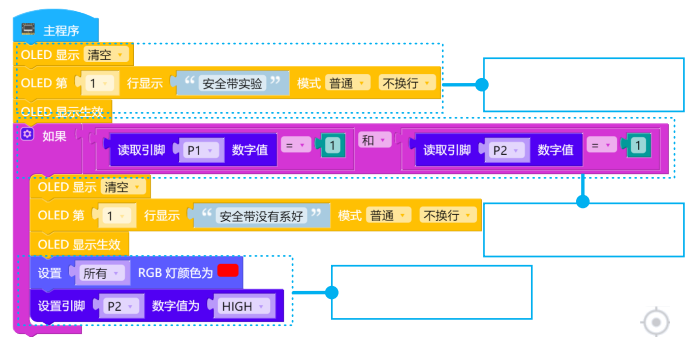 主程序
OLED 显示 清空
OLED 第 1 行显示 “ 安全带实验 ” 模式 普通 不换行
OLED 显示生效
如果 读取引脚 P1 数字值 = 1 和 读取引脚 P2 数字值 = 1
OLED 显示 清空
OLED 第 1 行显示 “ 安全带没有系好 ” 模式 普通 不换行
OLED 显示生效
设置 所有 RGB 灯颜色为
设置引脚 P2 数字值为 HIGH